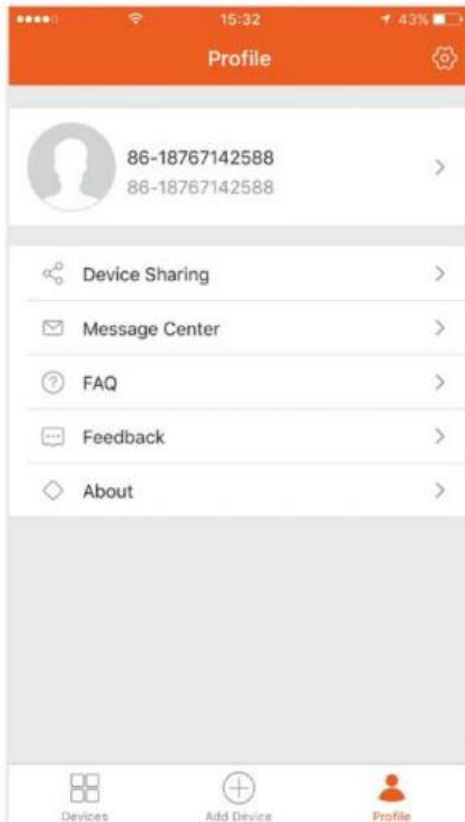 15:32
43%
Profile
86-18767142588
86-18767142588
Device Sharing
Message Center
FAQ
Feedback
About
Devices
Add Device
Profile